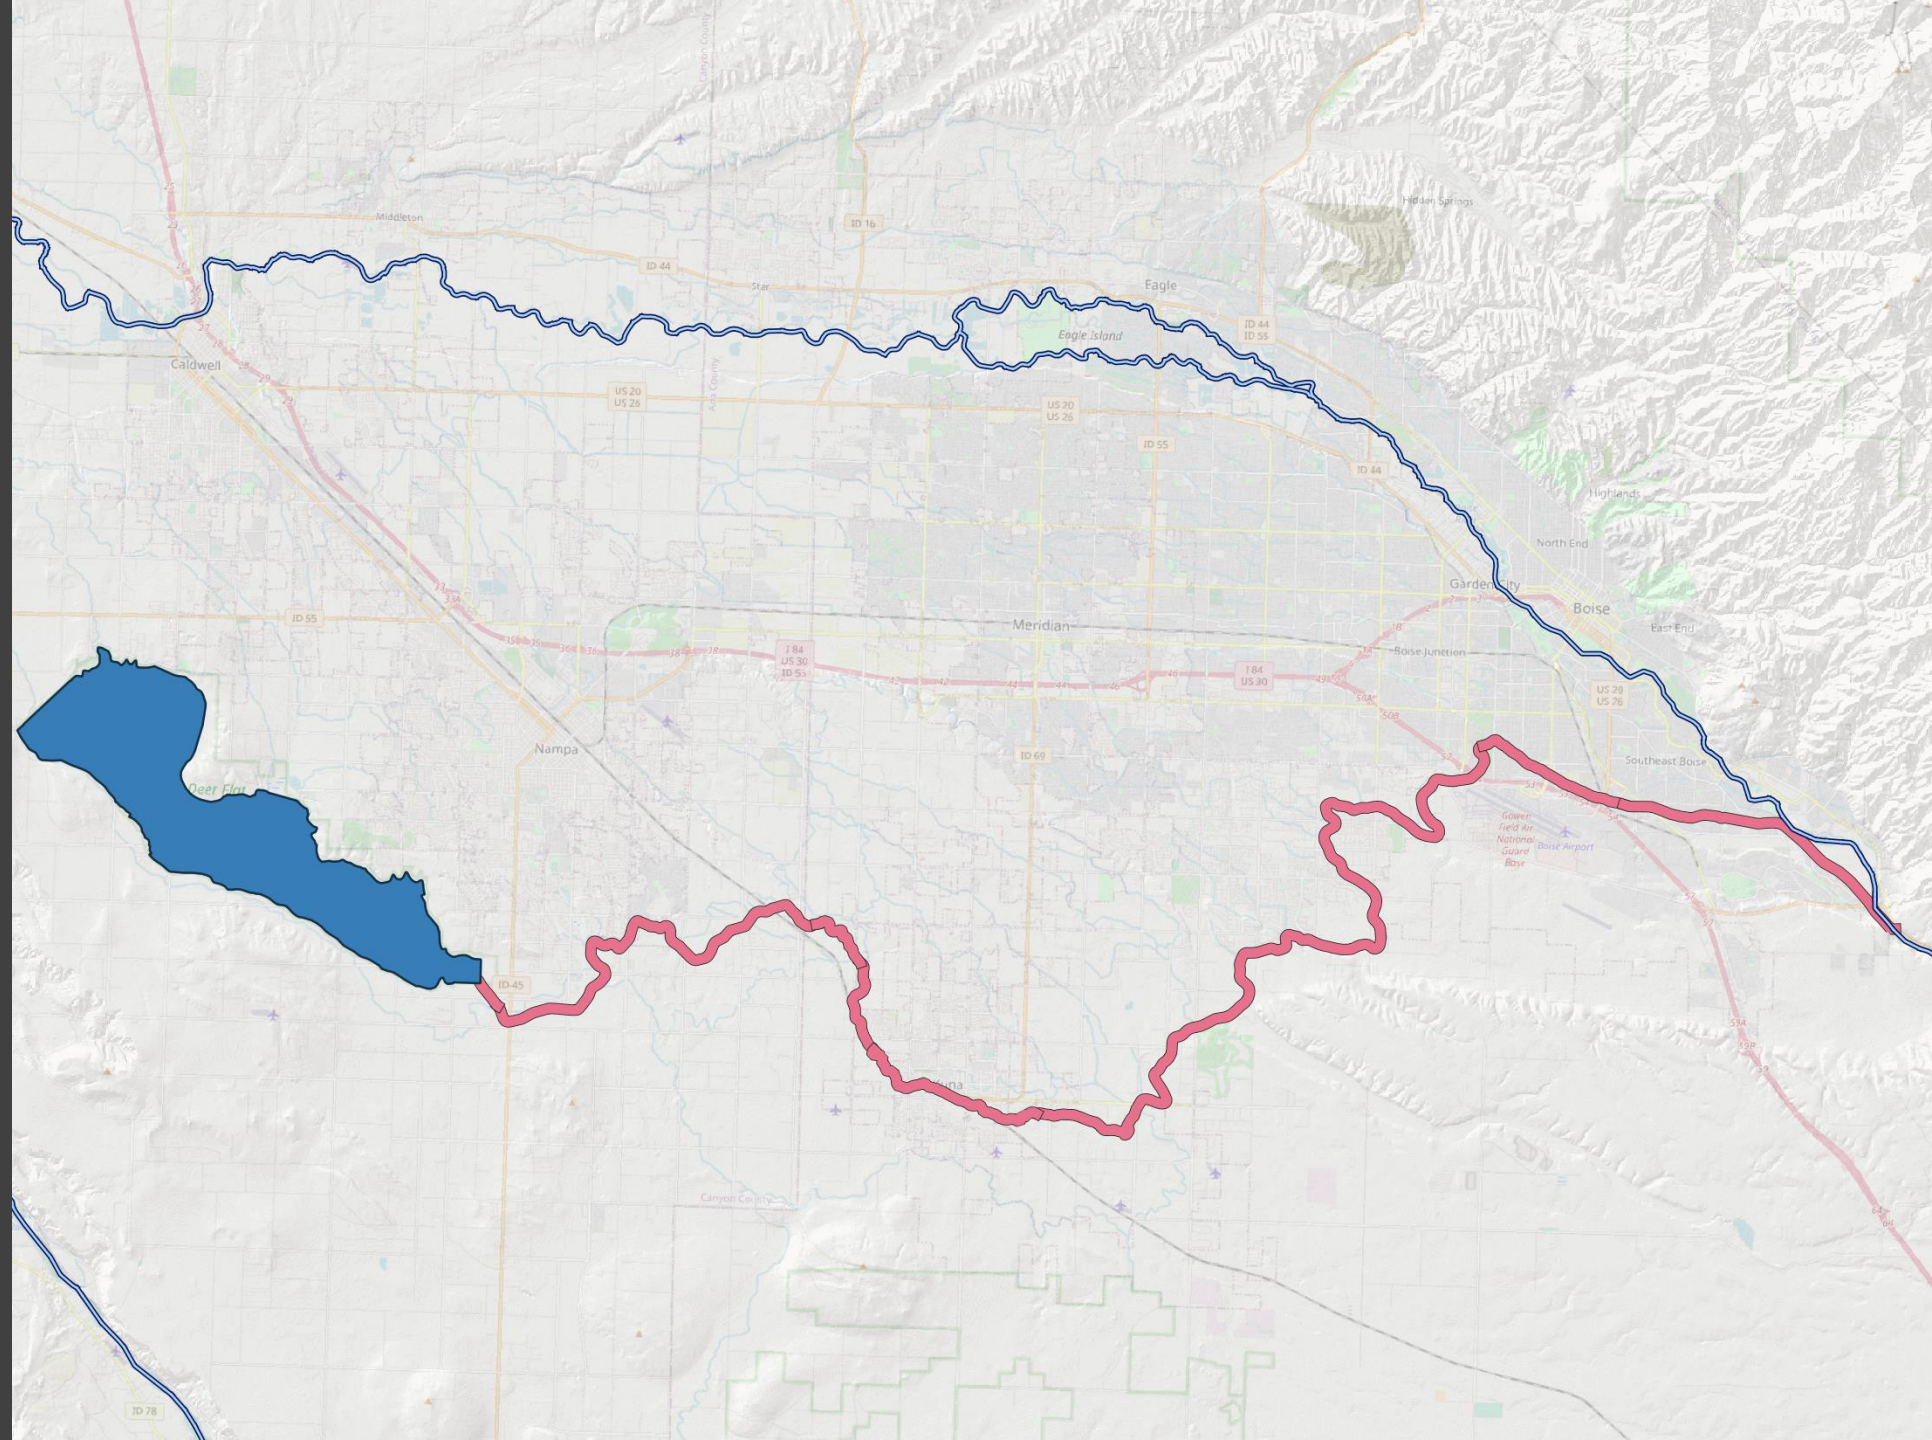 Hidden Springs
Middleton
ID 16
ID 44
Star
Eagle
Eagle Island
ID 44
ID 55
Caldwell
US 20
US 26
US 20
US 26
ID 55
ID 44
Highlands
North End
Garden City
Boise
East End
ID 55
Meridian
Boise Junction
I 84
US 30
ID 55
I 84
US 30
US 20
US 26
Nampa
ID 69
Southeast Boise
Deer Flat
Gowen
Field Air
National
Guard
Base
Boise Airport
ID 45
Canyon County
ID 78